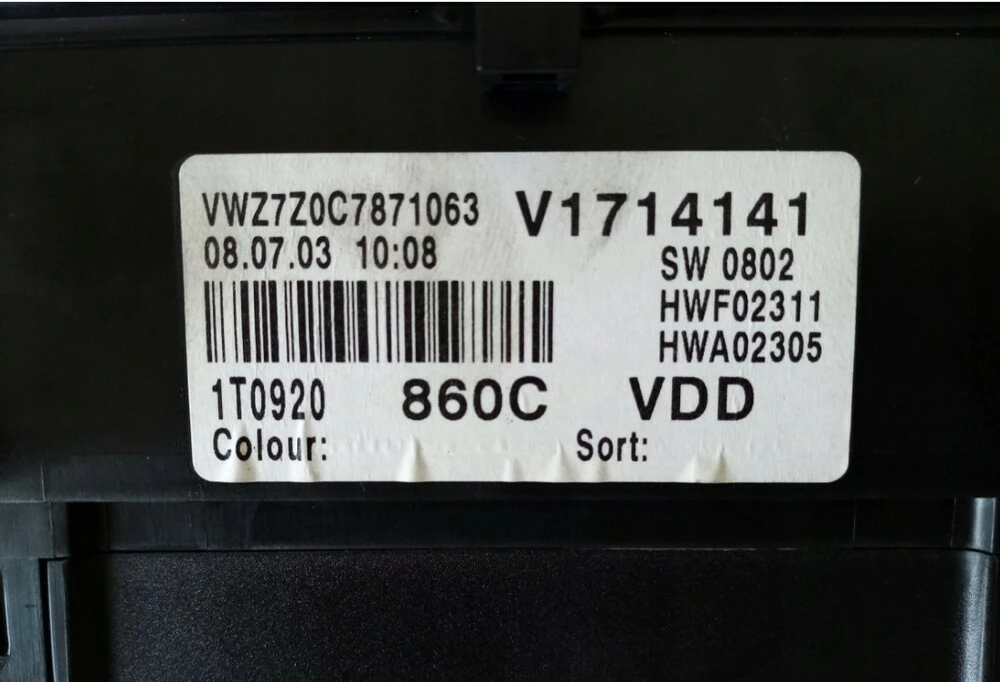 VWZ7Z0C7871063 V1714141
08.07.03 10:08 SW 0802
HWF02311
HWA02305
1T0920 860C VDD
Colour: Sort: